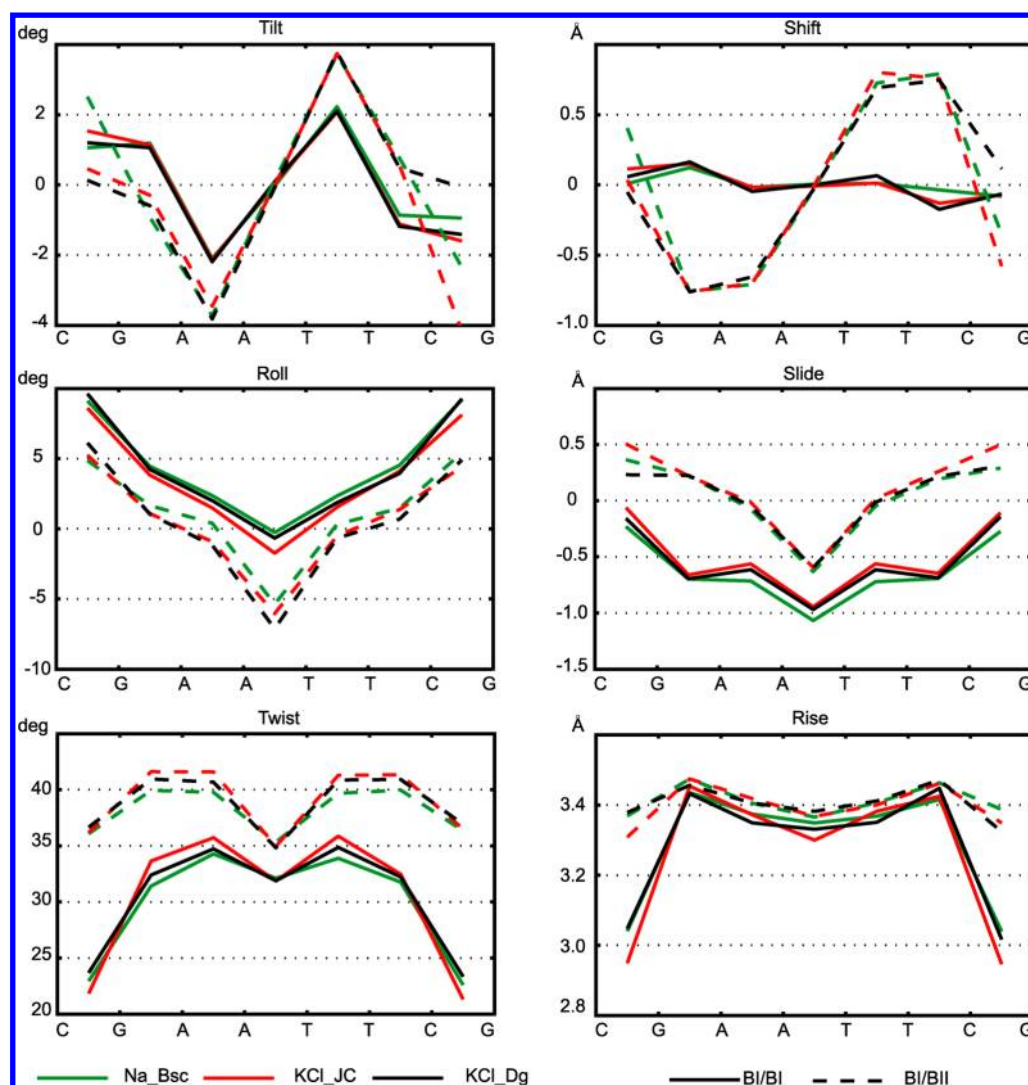 deg Tilt
2
0
-2
-4
C G A A T T C G
Å Shift
0.5
0
-0.5
-1.0
C G A A T T C G
deg Roll
5
0
-5
-10
C G A A T T C G
Å Slide
0.5
0
-0.5
-1.0
-1.5
C G A A T T C G
deg Twist
40
35
30
25
20
C G A A T T C G
Å Rise
3.4
3.2
3.0
2.8
C G A A T T C G
Na_Bsc KCl_JC KCl_Dg BI/BI BI/BII